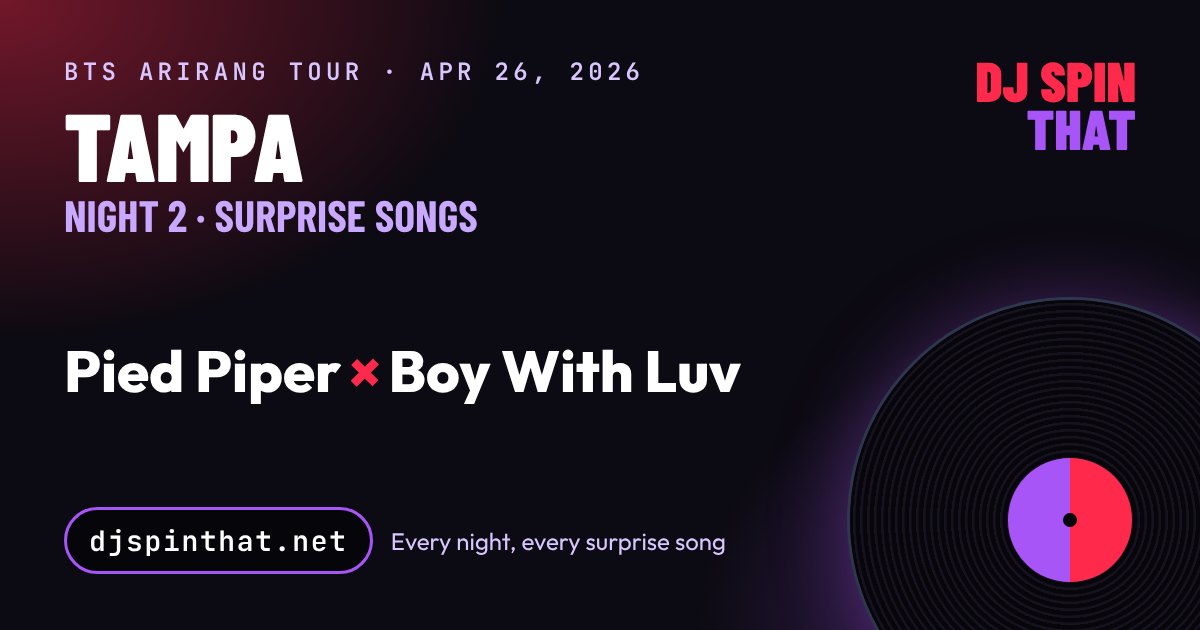 BTS ARIRANG TOUR · APR 26, 2026
DJ SPIN
THAT
TAMPA
NIGHT 2 · SURPRISE SONGS
Pied Piper × Boy With Luv
djspinthat.net
Every night, every surprise song